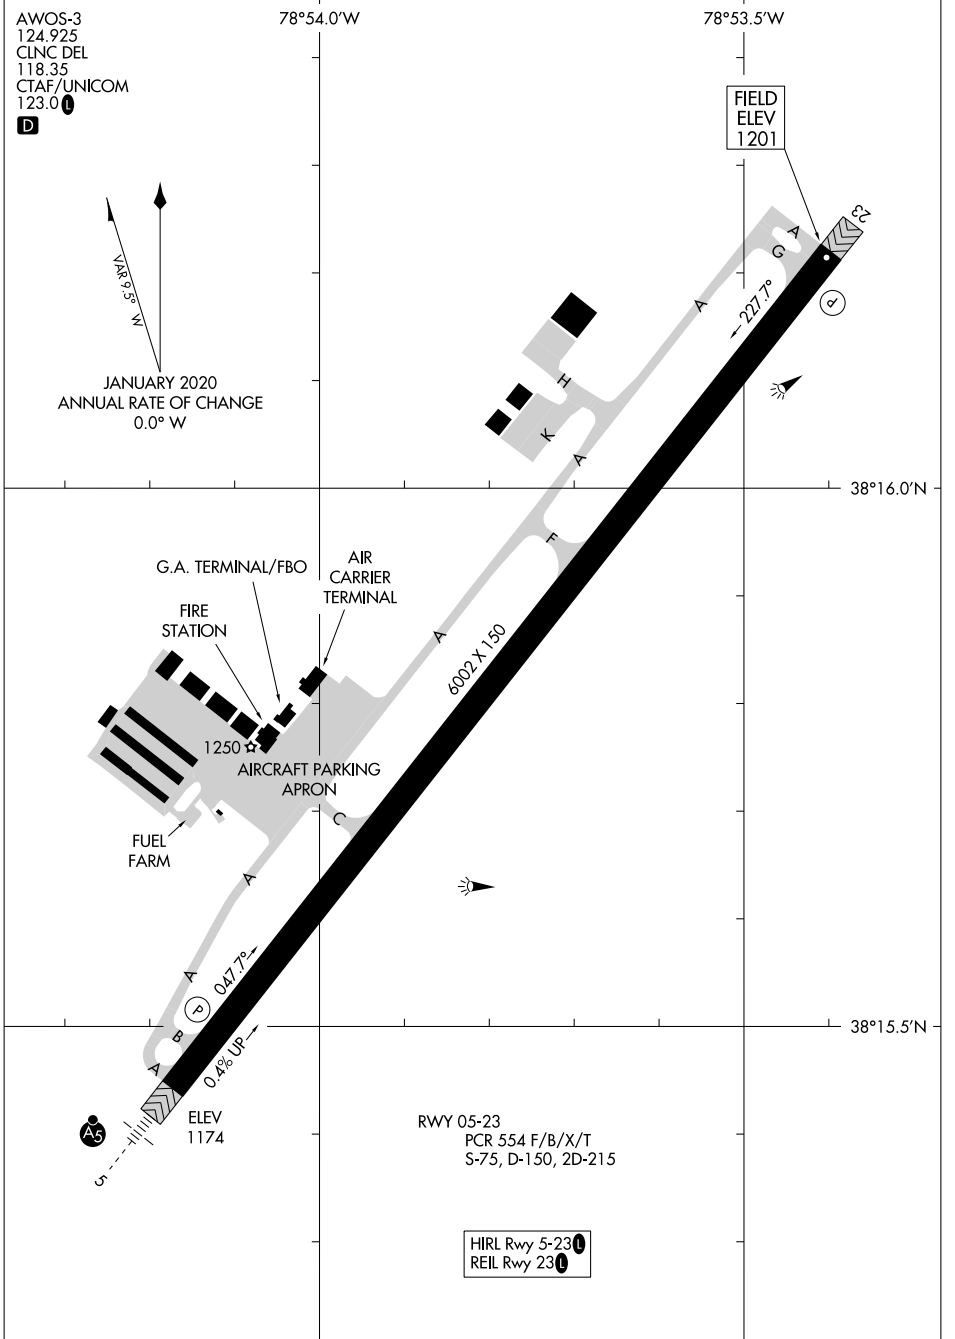 AWOS-3
124.925
CLNC DEL
118.35
CTAF/UNICOM
123.0 L
D
78°54.0'W
78°53.5'W
FIELD
ELEV
1201
23
A
G
A
227.7°
P
VAR 9.5° W
JANUARY 2020
ANNUAL RATE OF CHANGE
0.0° W
H
K
A
38°16.0'N
F
G.A. TERMINAL/FBO
AIR
CARRIER
TERMINAL
FIRE
STATION
A
6002 X 150
1250
AIRCRAFT PARKING
APRON
C
FUEL
FARM
A
A
047.7°
P
B
A
0.4% UP
38°15.5'N
ELEV
1174
A5
5
RWY 05-23
PCR 554 F/B/X/T
S-75, D-150, 2D-215
HIRL Rwy 5-23 L
REIL Rwy 23 L